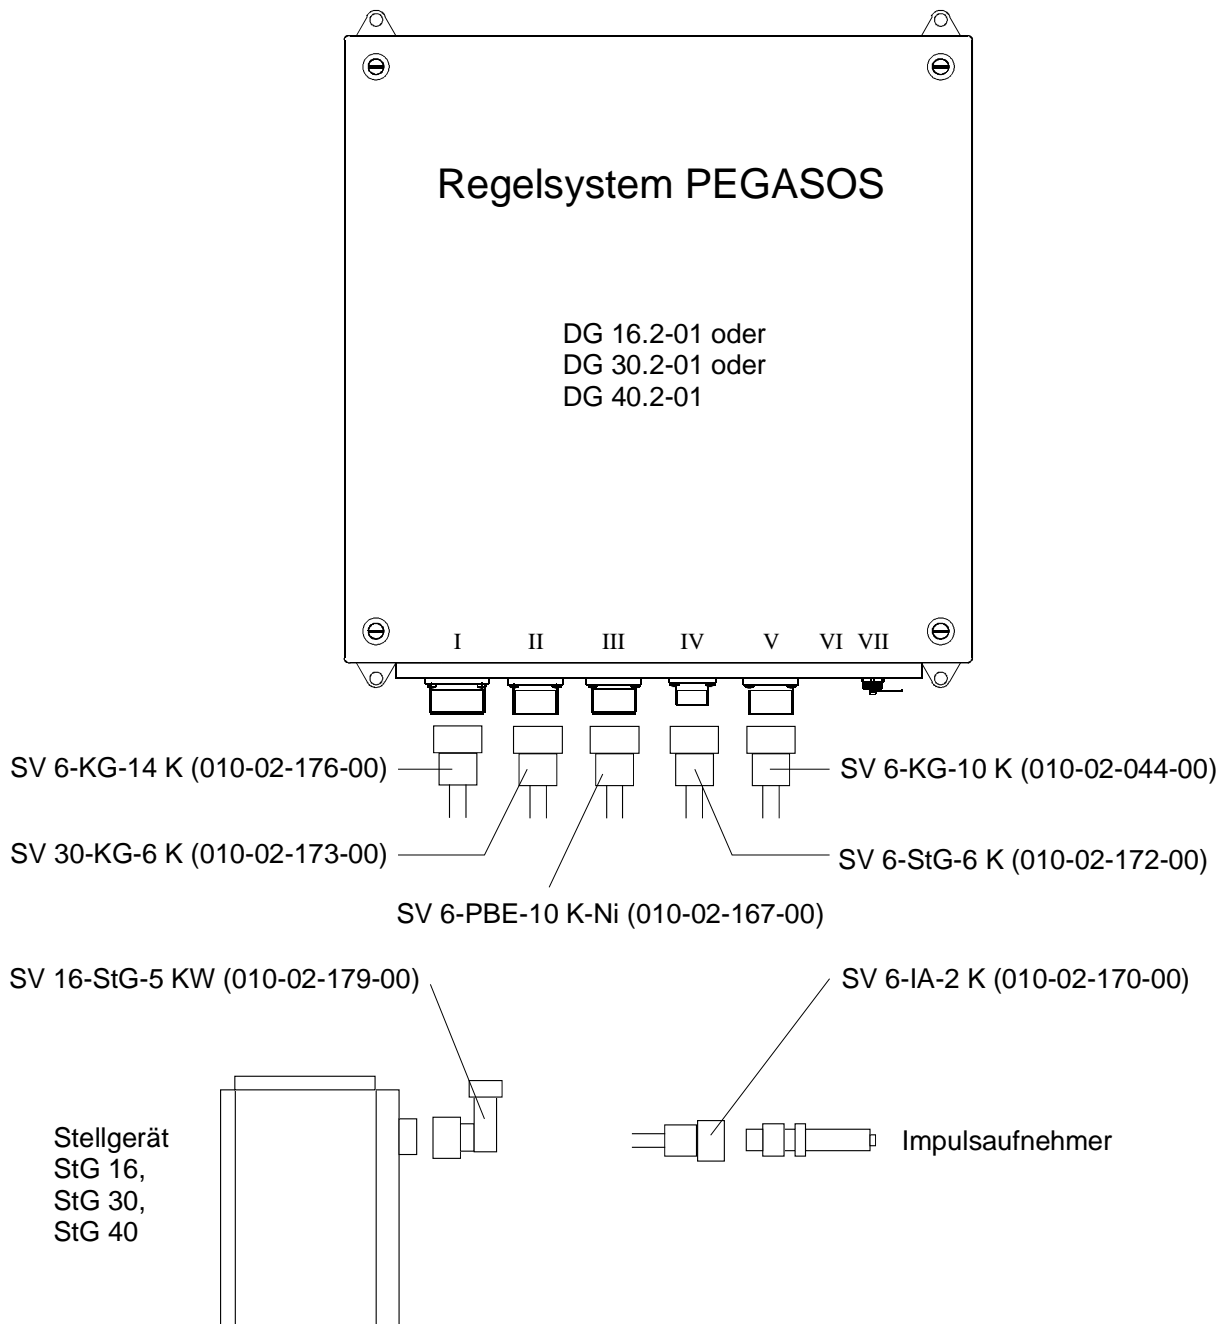 Regelsystem PEGASOS
DG 16.2-01 oder
DG 30.2-01 oder
DG 40.2-01
I II III IV V VI VII
SV 6-KG-14 K (010-02-176-00)
SV 6-KG-10 K (010-02-044-00)
SV 30-KG-6 K (010-02-173-00)
SV 6-StG-6 K (010-02-172-00)
SV 6-PBE-10 K-Ni (010-02-167-00)
SV 16-StG-5 KW (010-02-179-00)
SV 6-IA-2 K (010-02-170-00)
Stellgerät
StG 16,
StG 30,
StG 40
Impulsaufnehmer